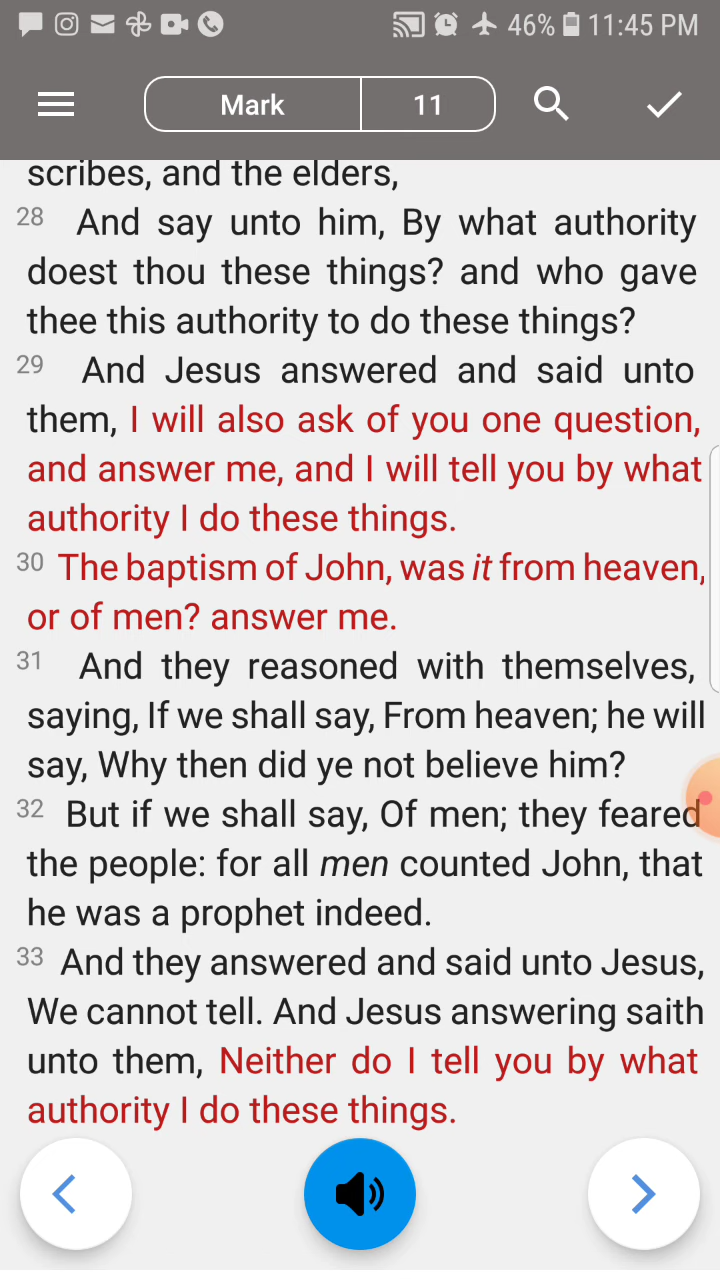 46% 11:45 PM
Mark 11
scribes, and the elders,
28 And say unto him, By what authority
doest thou these things? and who gave
thee this authority to do these things?
29 And Jesus answered and said unto
them, I will also ask of you one question,
and answer me, and I will tell you by what
authority I do these things.
30 The baptism of John, was it from heaven,
or of men? answer me.
31 And they reasoned with themselves,
saying, If we shall say, From heaven; he will
say, Why then did ye not believe him?
32 But if we shall say, Of men; they feared
the people: for all men counted John, that
he was a prophet indeed.
33 And they answered and said unto Jesus,
We cannot tell. And Jesus answering saith
unto them, Neither do I tell you by what
authority I do these things.